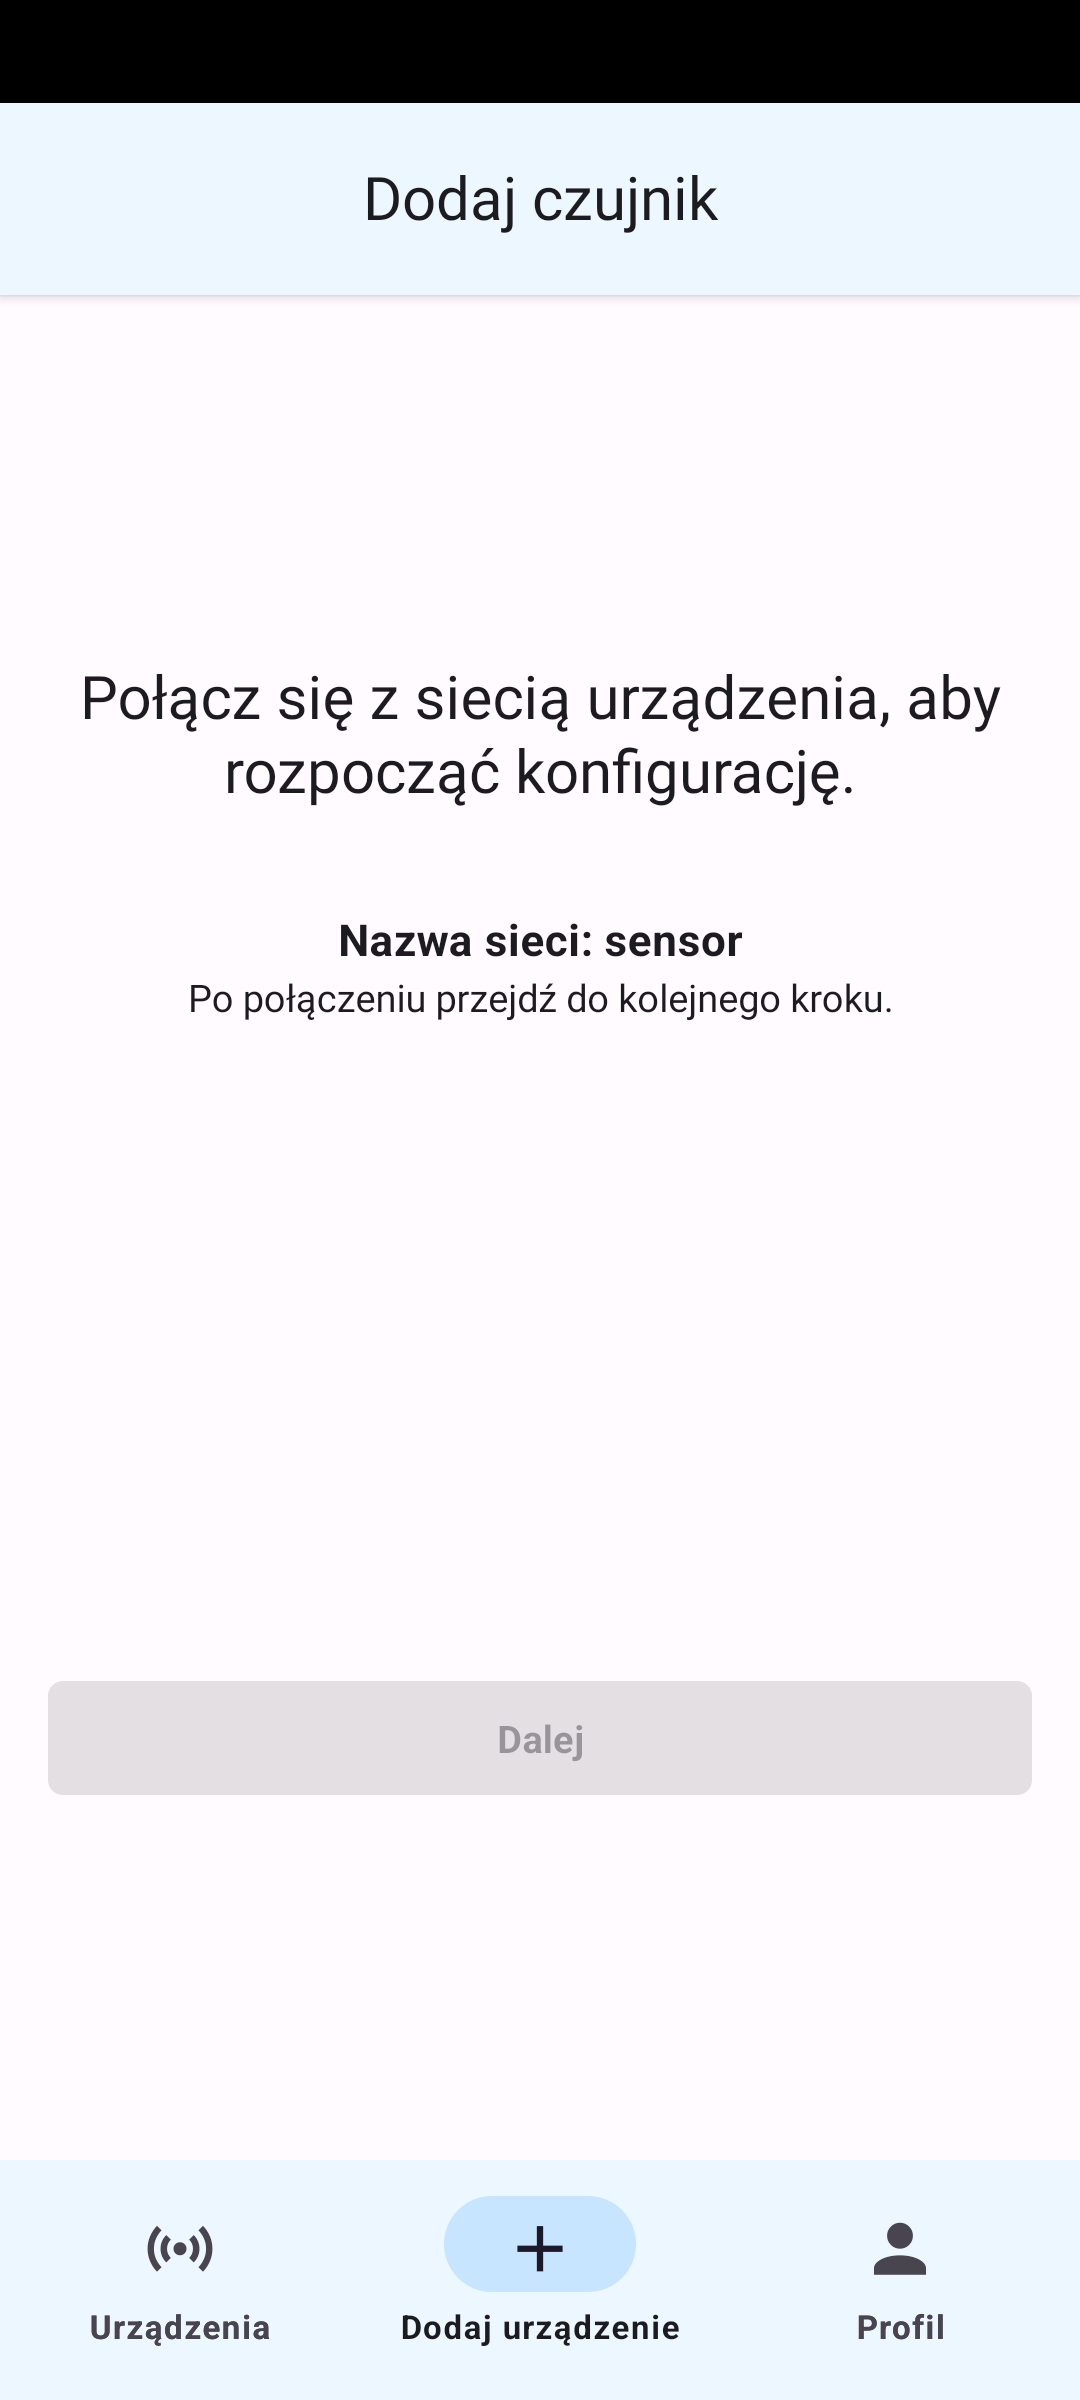 Dodaj czujnik
Połącz się z siecią urządzenia, aby
rozpocząć konfigurację.
Nazwa sieci: sensor
Po połączeniu przejdź do kolejnego kroku.
Dalej
Urządzenia
Dodaj urządzenie
Profil